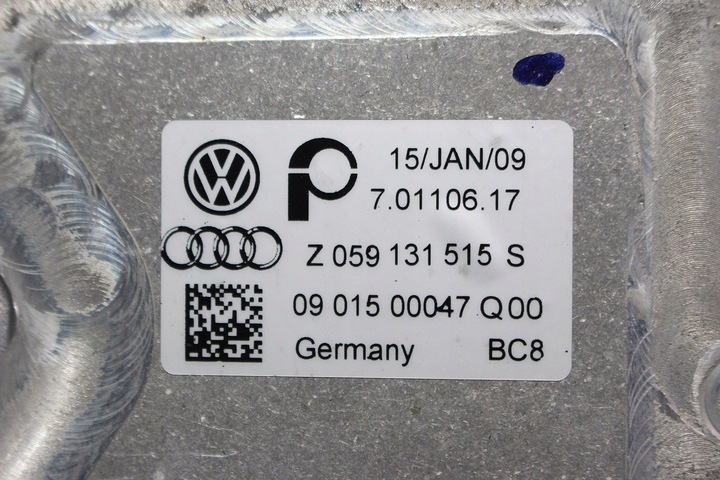 15/JAN/09
7.01106.17
Z 059 131 515 S
09 015 00047 Q00
Germany BC8